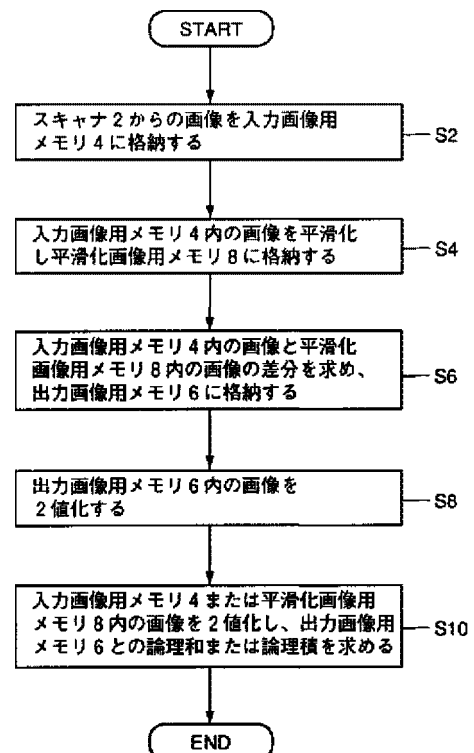 START
スキャナ2からの画像を入力画像用
メモリ4に格納する
S2
入力画像用メモリ4内の画像を平滑化
し平滑化画像用メモリ8に格納する
S4
入力画像用メモリ4内の画像と平滑化
画像用メモリ8内の画像の差分を求め、
出力画像用メモリ6に格納する
S6
出力画像用メモリ6内の画像を
2値化する
S8
入力画像用メモリ4または平滑化画像用
メモリ8内の画像を2値化し、出力画像用
メモリ6との論理和または論理積を求める
S10
END